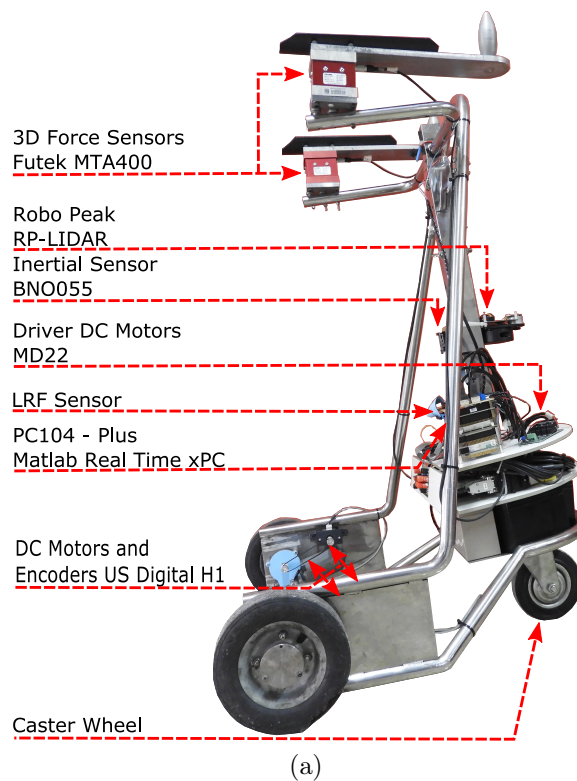 3D Force Sensors
Futek MTA400
Robo Peak
RP-LIDAR
Inertial Sensor
BNO055
Driver DC Motors
MD22
LRF Sensor
PC104 - Plus
Matlab Real Time xPC
DC Motors and
Encoders US Digital H1
Caster Wheel
(a)